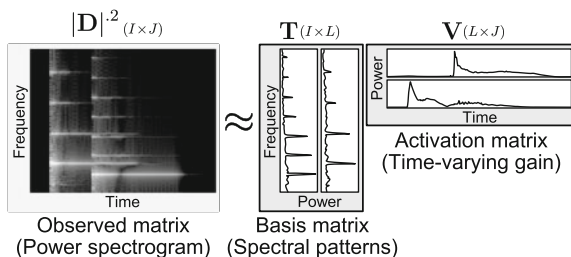 |D|.² (I×J)
Frequency
Time
Observed matrix
(Power spectrogram)
≈
T(I×L)
Frequency
Power
Basis matrix
(Spectral patterns)
V(L×J)
Power
Time
Activation matrix
(Time-varying gain)